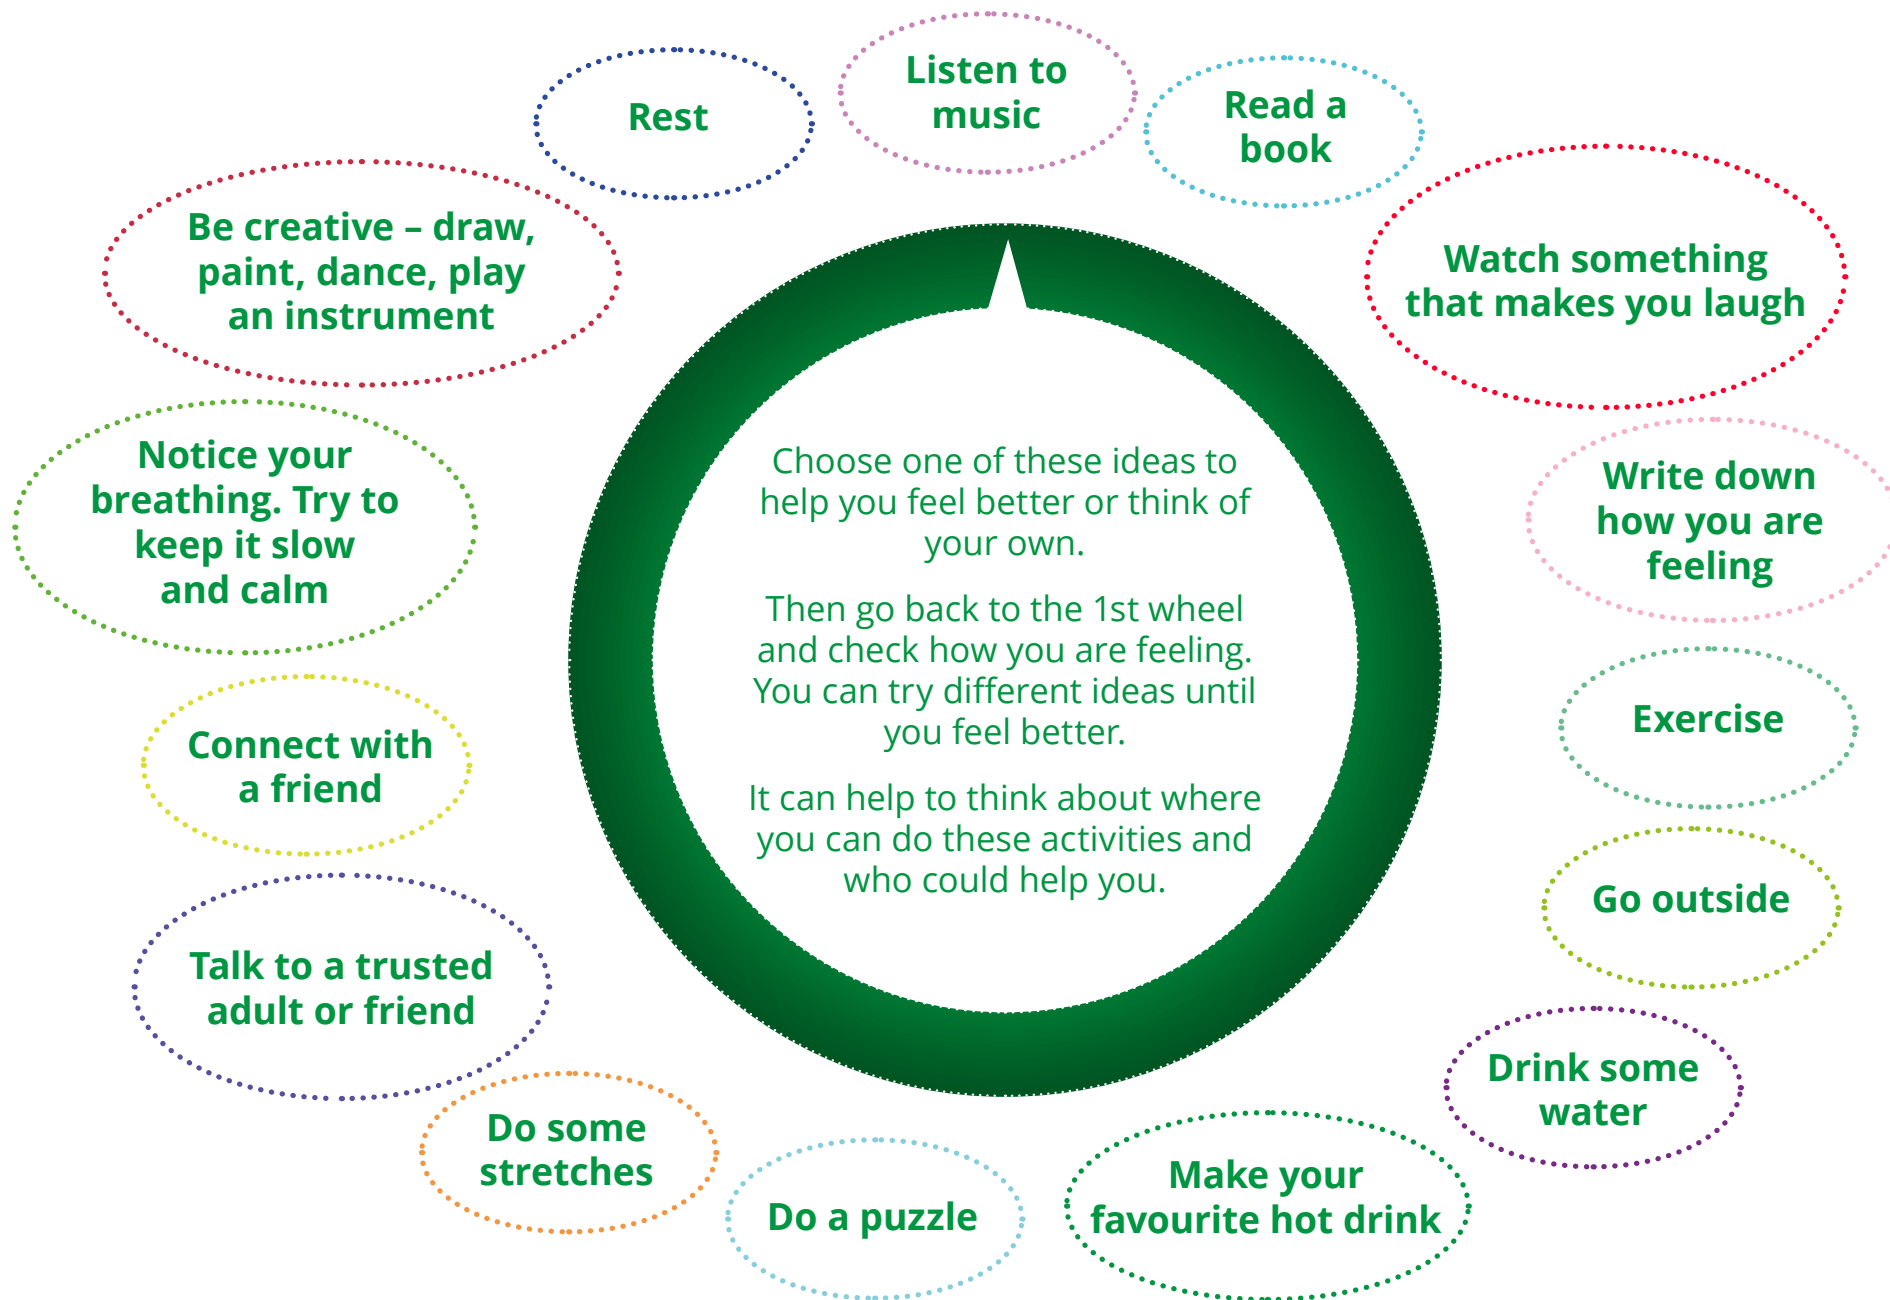 Listen to
music
Rest
Read a
book
Be creative – draw,
paint, dance, play
an instrument
Watch something
that makes you laugh
Notice your
breathing. Try to
keep it slow
and calm
Choose one of these ideas to
help you feel better or think of
your own.
Then go back to the 1st wheel
and check how you are feeling.
You can try different ideas until
you feel better.
It can help to think about where
you can do these activities and
who could help you.
Write down
how you are
feeling
Connect with
a friend
Exercise
Go outside
Talk to a trusted
adult or friend
Drink some
water
Do some
stretches
Do a puzzle
Make your
favourite hot drink